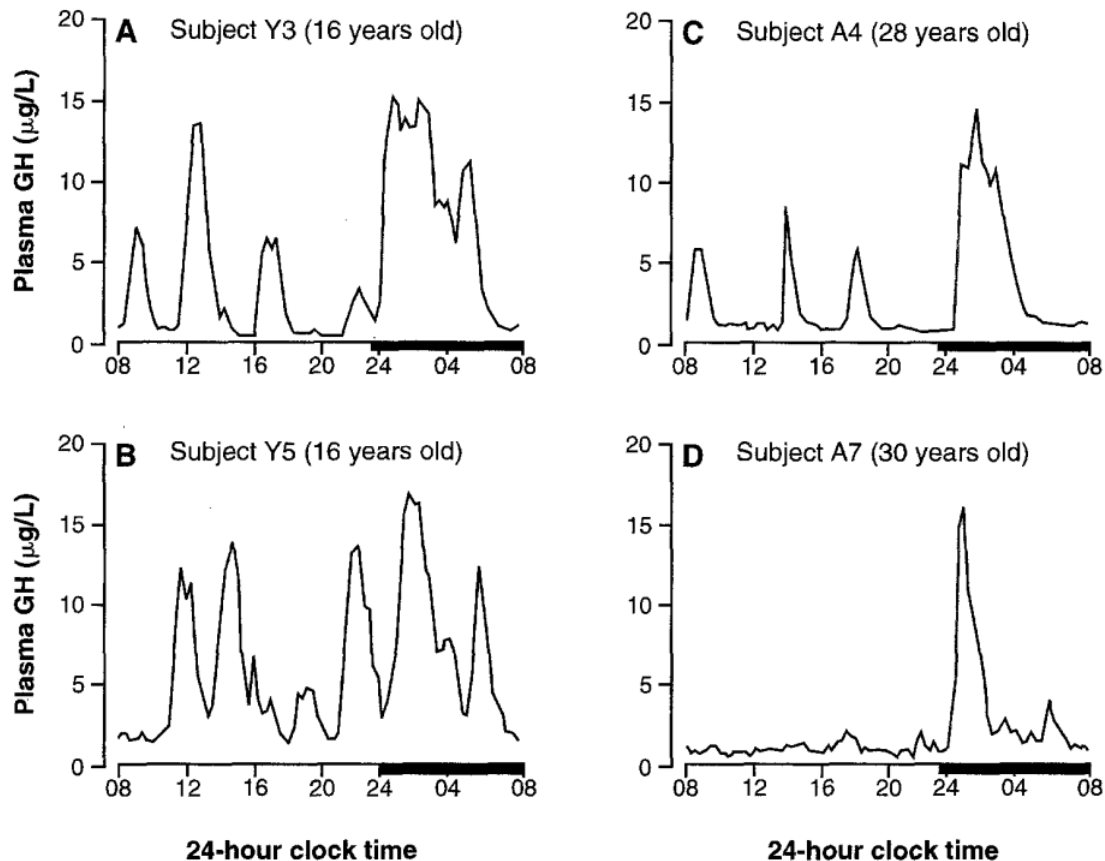 A Subject Y3 (16 years old)
Plasma GH (µg/L)
20
15
10
5
0
08 12 16 20 24 04 08
C Subject A4 (28 years old)
20
15
10
5
0
08 12 16 20 24 04 08
B Subject Y5 (16 years old)
Plasma GH (µg/L)
20
15
10
5
0
08 12 16 20 24 04 08
24-hour clock time
D Subject A7 (30 years old)
20
15
10
5
0
08 12 16 20 24 04 08
24-hour clock time